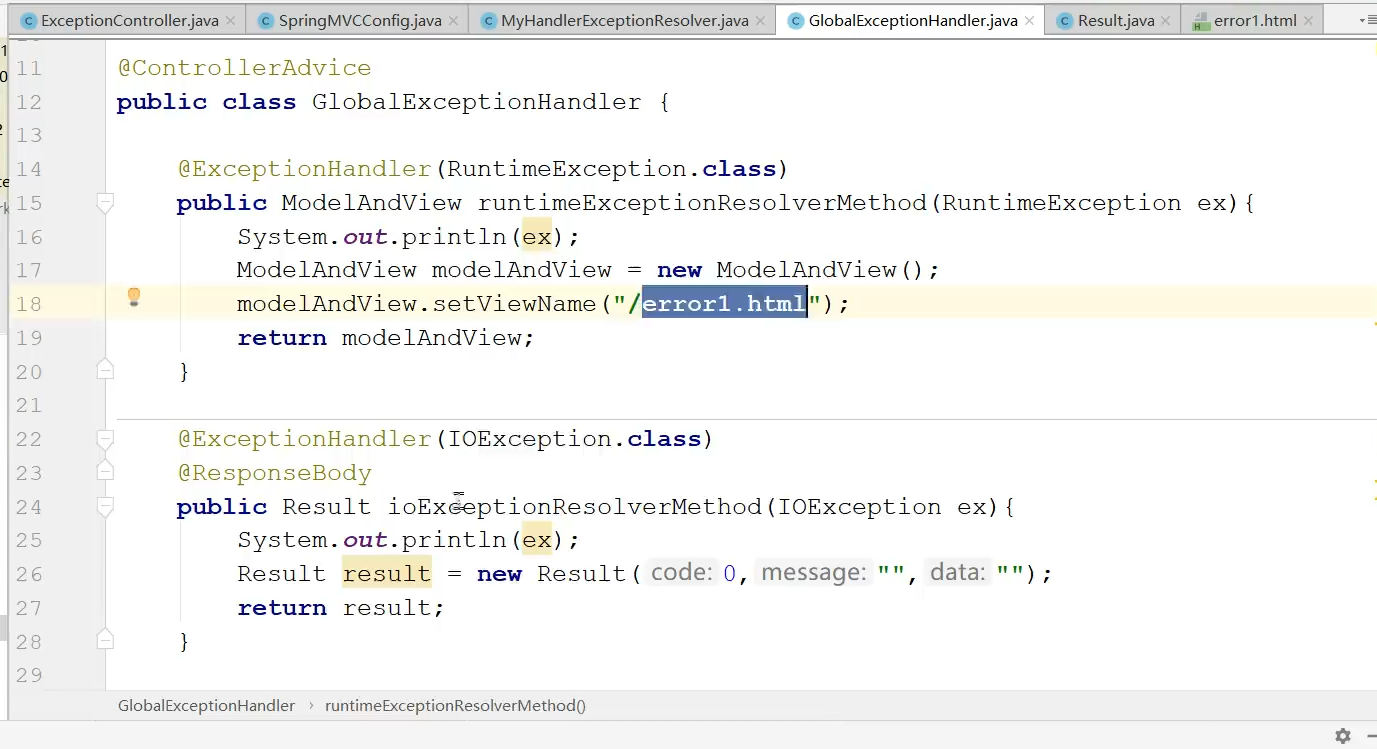 ExceptionController.java SpringMVCConfig.java MyHandlerExceptionResolver.java GlobalExceptionHandler.java Result.java error1.html
11 @ControllerAdvice
12 public class GlobalExceptionHandler {
13
14 @ExceptionHandler(RuntimeException.class)
15 public ModelAndView runtimeExceptionResolverMethod(RuntimeException ex){
16 System.out.println(ex);
17 ModelAndView modelAndView = new ModelAndView();
18 modelAndView.setViewName("/error1.html");
19 return modelAndView;
20 }
21
22 @ExceptionHandler(IOException.class)
23 @ResponseBody
24 public Result ioExceptionResolverMethod(IOException ex){
25 System.out.println(ex);
26 Result result = new Result( code: 0, message: "", data: "");
27 return result;
28 }
29
GlobalExceptionHandler › runtimeExceptionResolverMethod()